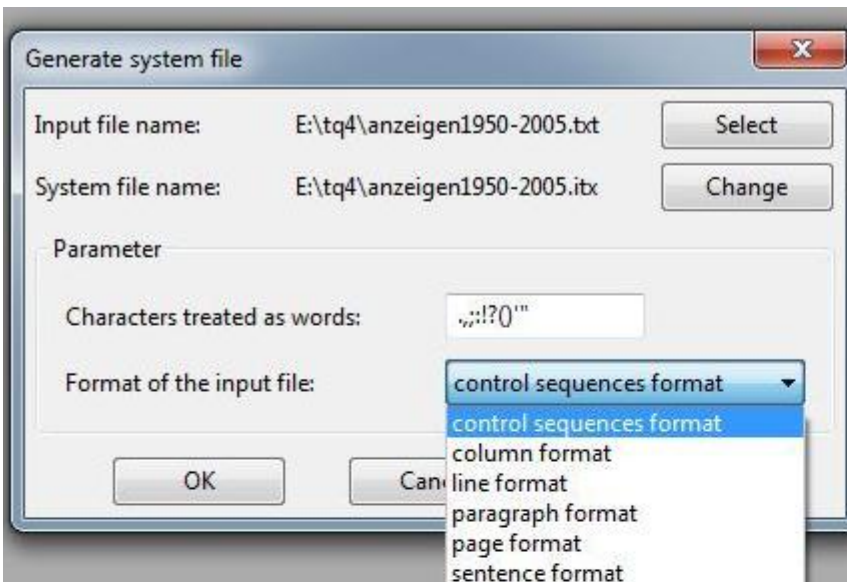 Generate system file
Input file name: E:\tq4\anzeigen1950-2005.txt Select
System file name: E:\tq4\anzeigen1950-2005.itx Change
Parameter
Characters treated as words: .,;:!?()'"
Format of the input file: control sequences format
control sequences format
column format
OK Canc line format
paragraph format
page format
sentence format